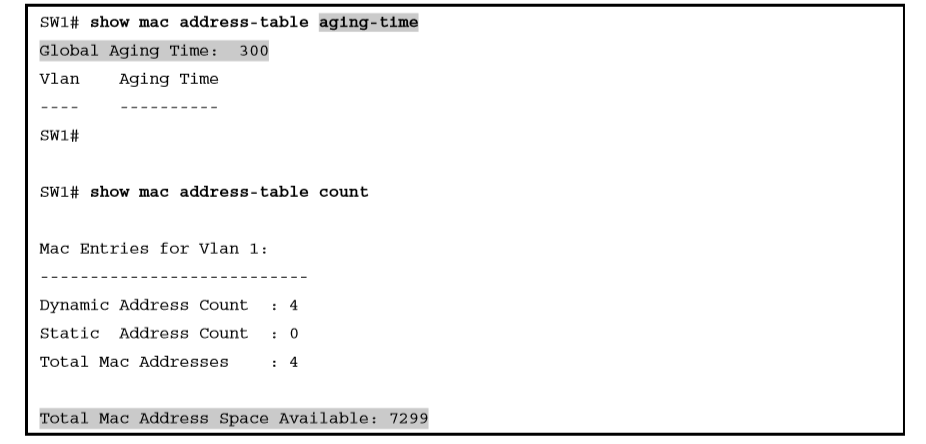 SW1# show mac address-table aging-time
Global Aging Time:  300
Vlan    Aging Time
----    ----------
SW1#
SW1# show mac address-table count
Mac Entries for Vlan 1:
---------------------------
Dynamic Address Count  : 4
Static  Address Count  : 0
Total Mac Addresses    : 4
Total Mac Address Space Available: 7299